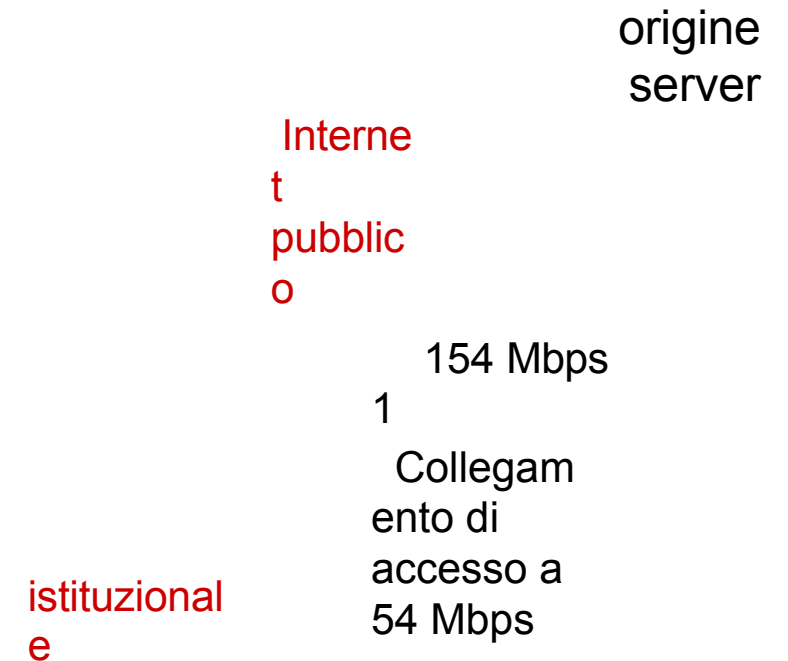 origine
server
Interne
t
pubblic
o
154 Mbps
1
Collegam
ento di
accesso a
54 Mbps
istituzional
e